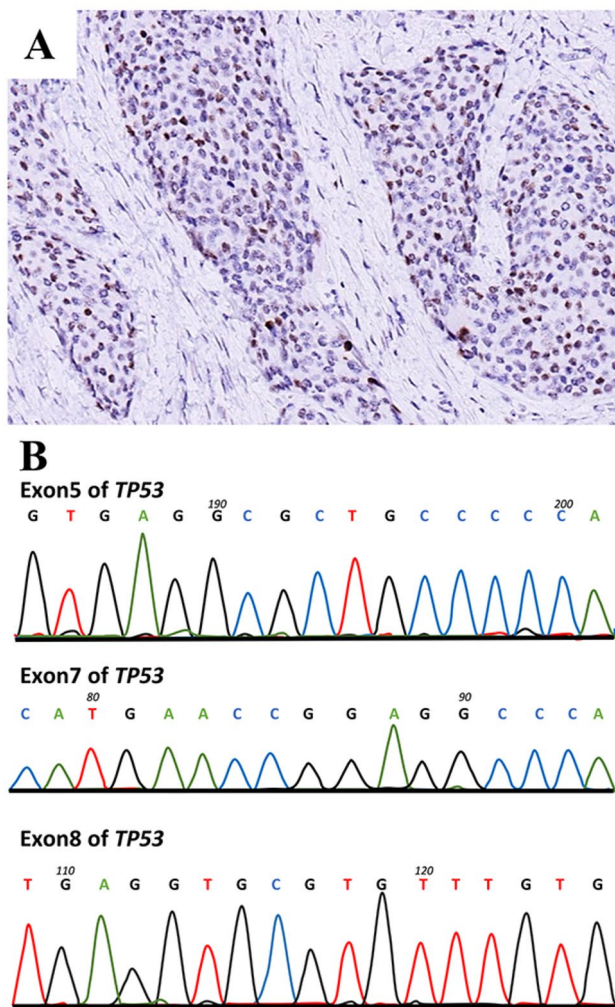 A
B
Exon5 of TP53
190 200
G T G A G G C G C T G C C C C C A
Exon7 of TP53
80 90
C A T G A A C C G G A G G C C C A
Exon8 of TP53
110 120
T G A G G T G C G T G T T T G T G